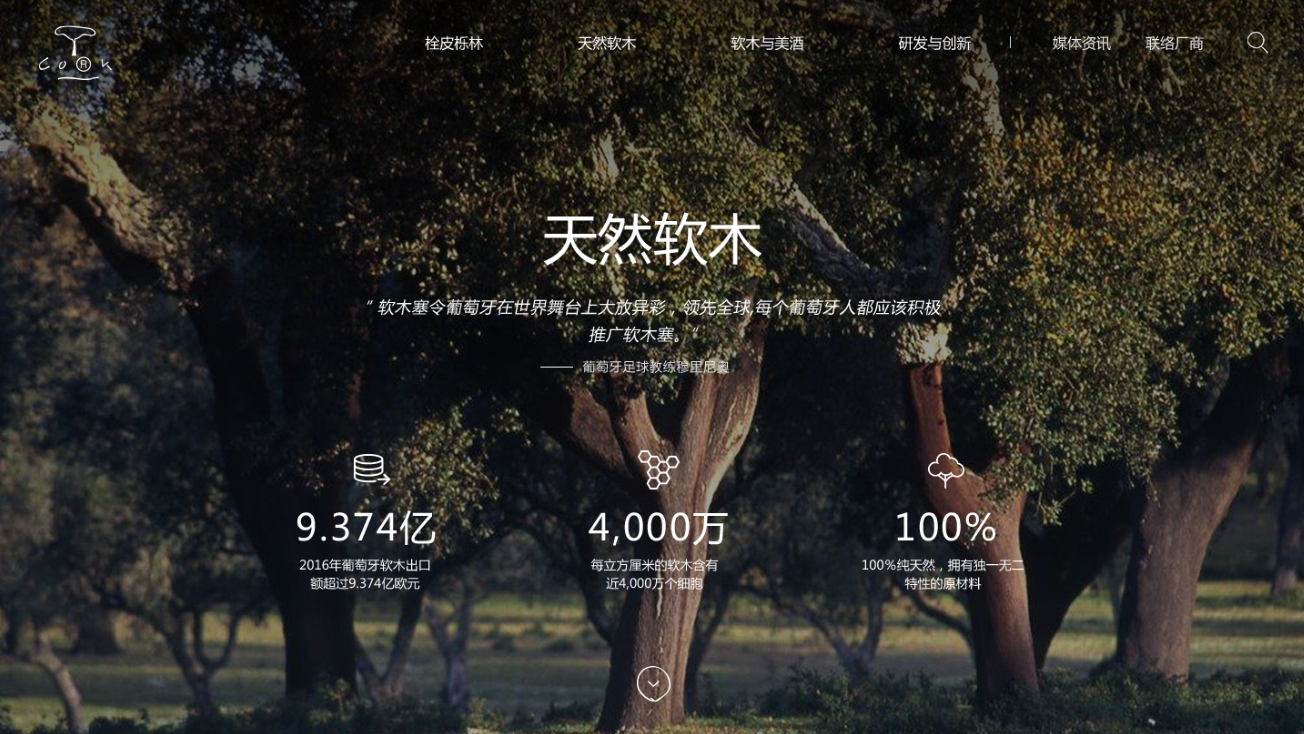 CoRk
栓皮栎林
天然软木
软木与美酒
研发与创新
媒体资讯
联络厂商
天然软木
“ 软木塞令葡萄牙在世界舞台上大放异彩，领先全球,每个葡萄牙人都应该积极
推广软木塞。“
—— 葡萄牙足球教练穆里尼奥
9.374亿
2016年葡萄牙软木出口
额超过9.374亿欧元
4,000万
每立方厘米的软木含有
近4,000万个细胞
100%
100%纯天然，拥有独一无二
特性的原材料